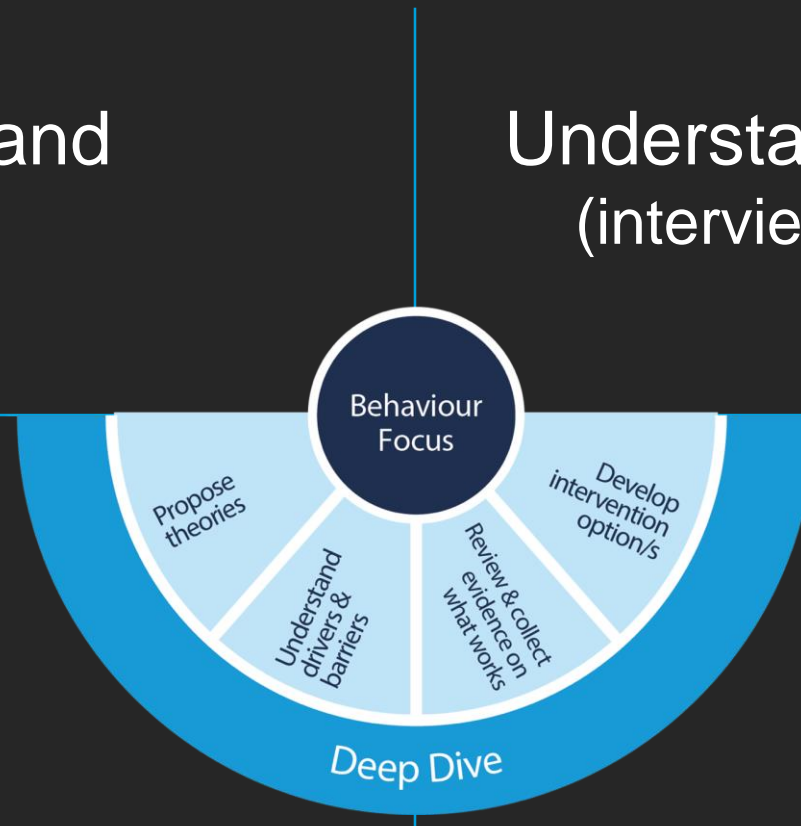 and
Understa
(intervie
Behaviour
Focus
Propose
theories
Understand
drivers &
barriers
Review & collect
evidence on
what works
Develop
intervention
option/s
Deep Dive